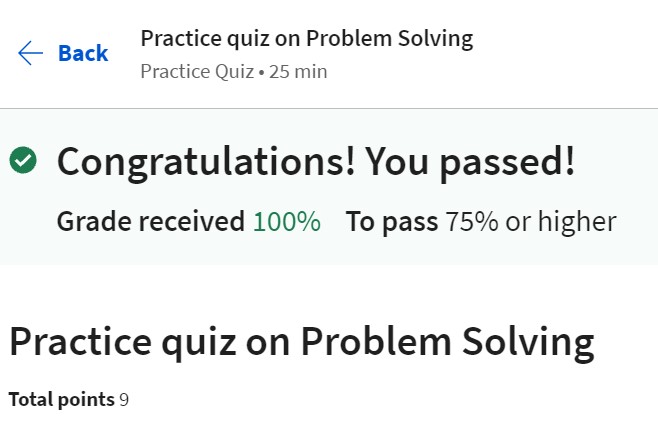 Back
Practice quiz on Problem Solving
Practice Quiz • 25 min
Congratulations! You passed!
Grade received 100% To pass 75% or higher
Practice quiz on Problem Solving
Total points 9